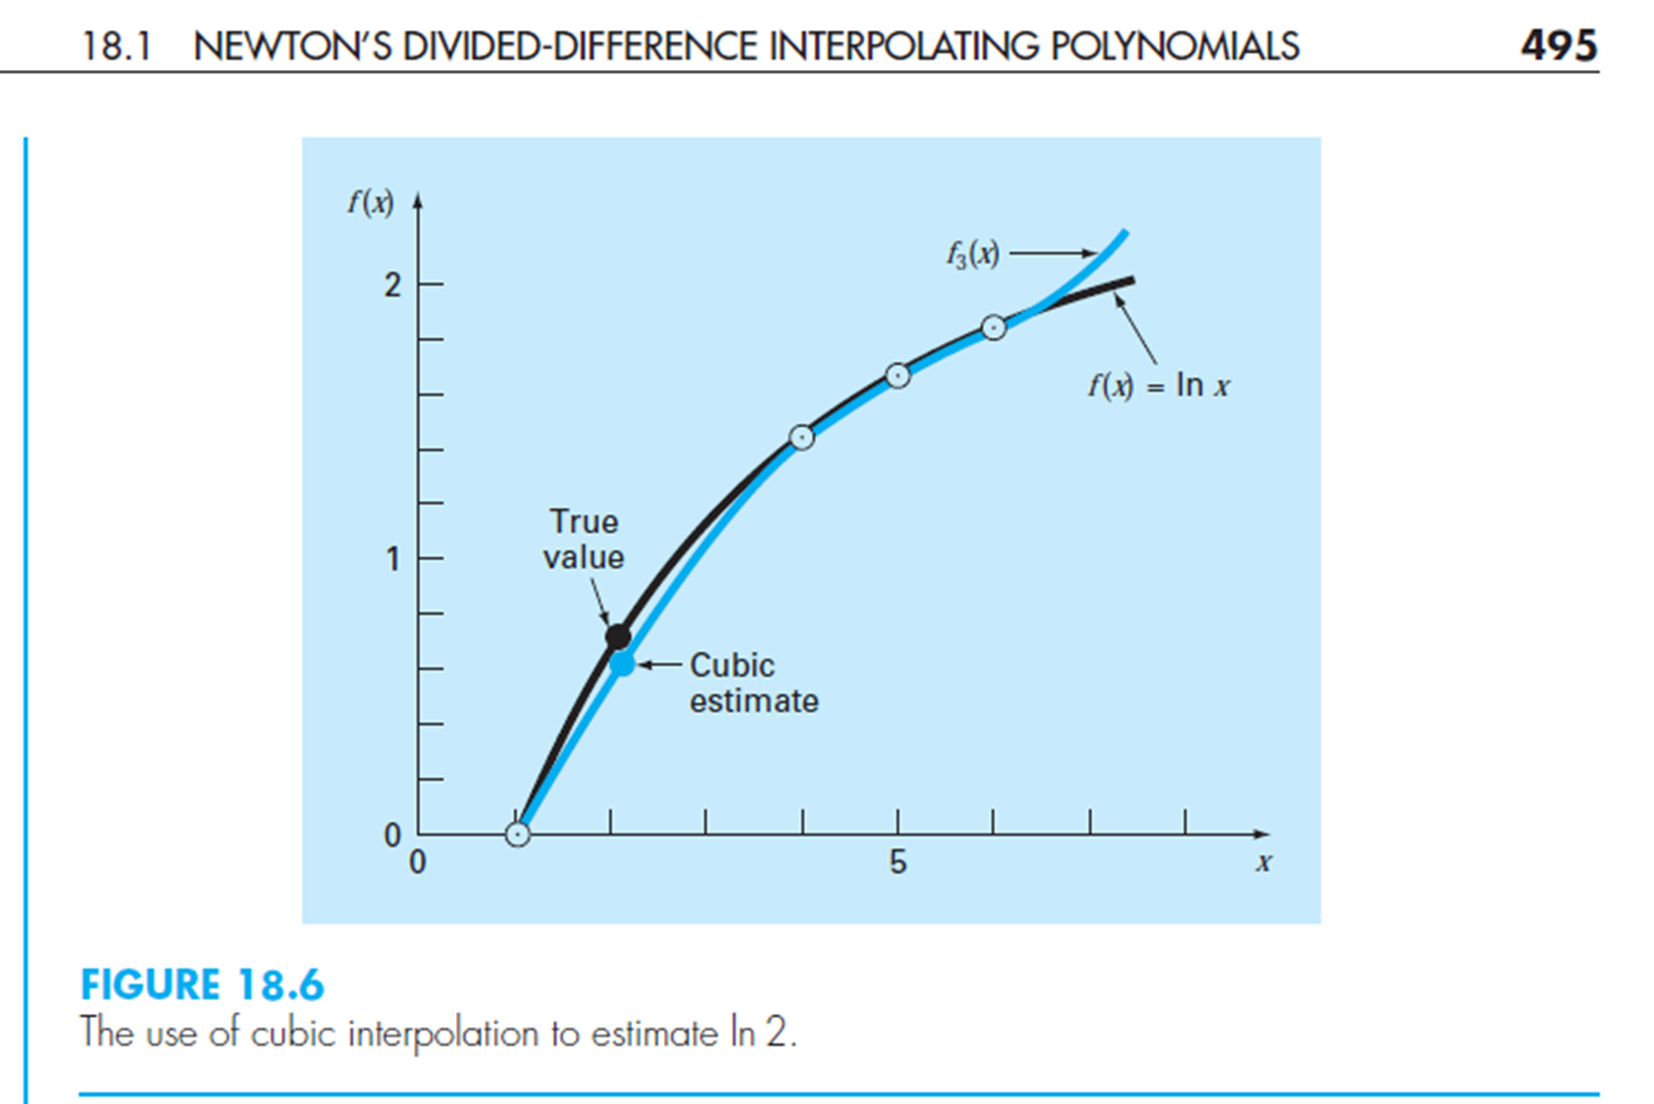 18.1 NEWTON'S DIVIDED-DIFFERENCE INTERPOLATING POLYNOMIALS 495
f(x)
f₃(x)
2
f(x) = ln x
True
value
1
Cubic
estimate
0
0 5 x
FIGURE 18.6
The use of cubic interpolation to estimate ln 2.